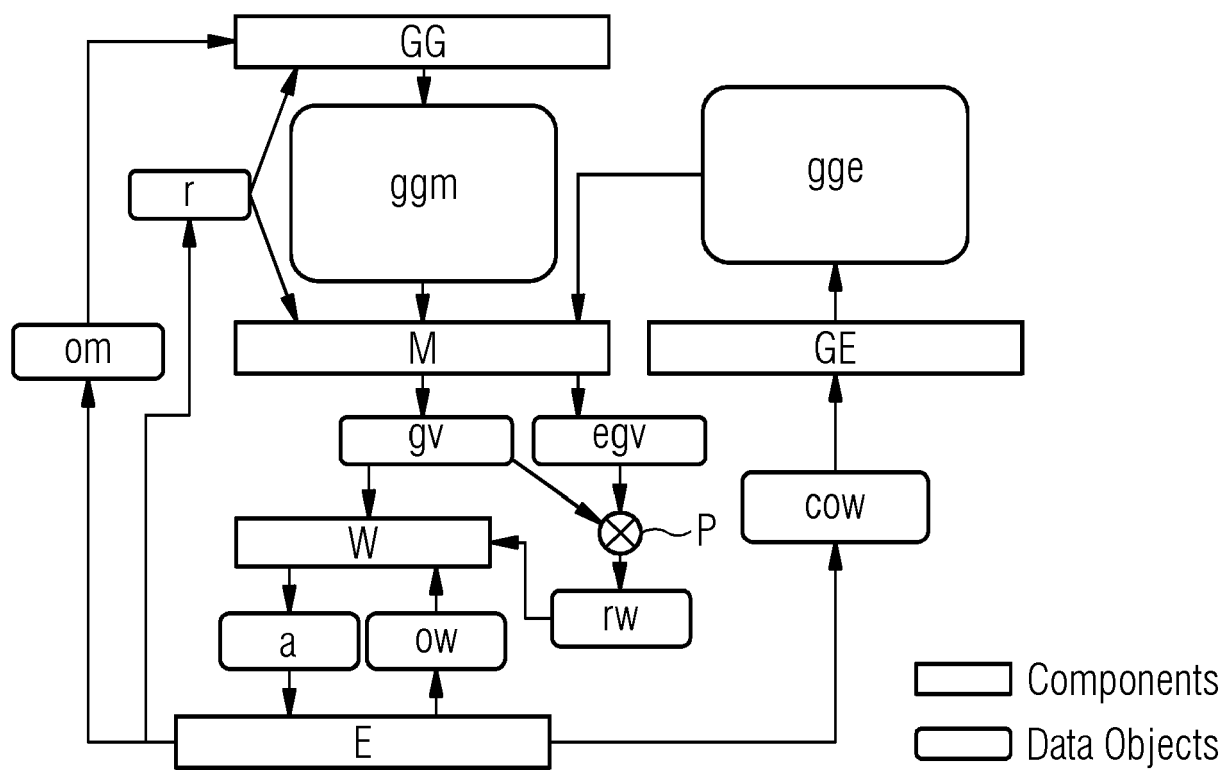 GG
ggm
gge
r
om
M
GE
gv
egv
cow
W
P
rw
a
ow
E
Components
Data Objects